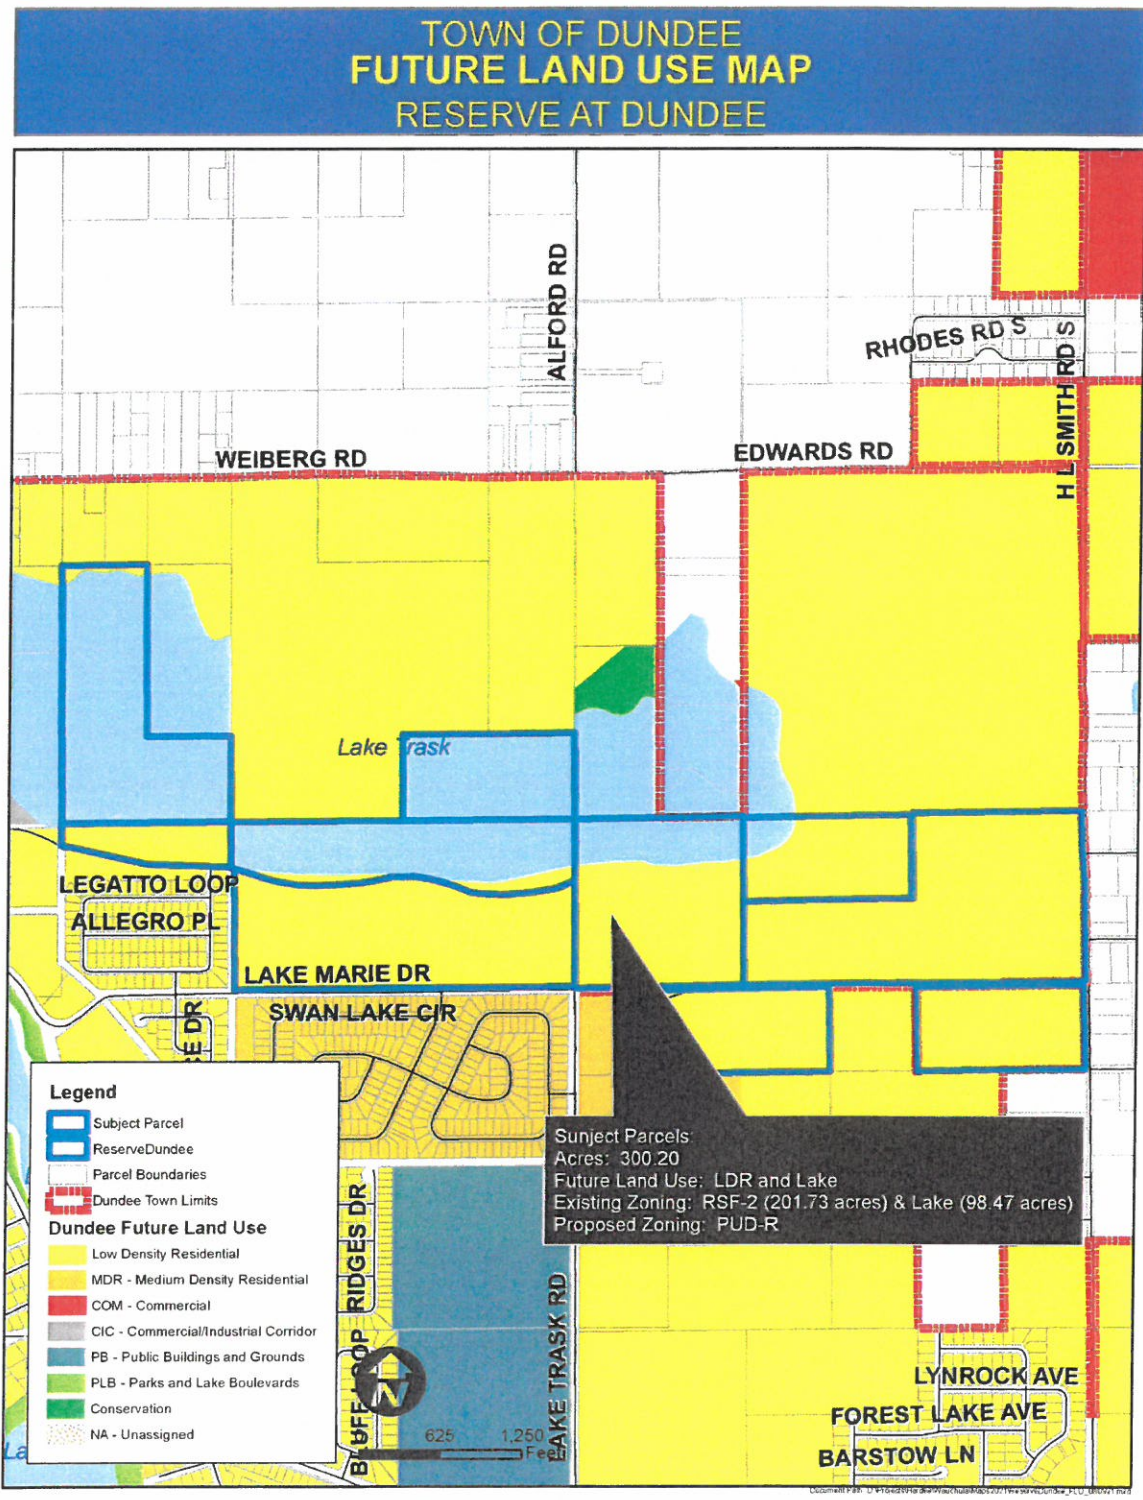 TOWN OF DUNDEE
FUTURE LAND USE MAP
RESERVE AT DUNDEE
ALFORD RD
RHODES RD S
H L SMITH RD S
WEIBERG RD
EDWARDS RD
Lake Trask
LEGATTO LOOP
ALLEGRO PL
LAKE MARIE DR
SWAN LAKE CIR
SE DR
Legend
Subject Parcel
ReserveDundee
Parcel Boundaries
Dundee Town Limits
Dundee Future Land Use
Low Density Residential
MDR - Medium Density Residential
COM - Commercial
CIC - Commercial/Industrial Corridor
PB - Public Buildings and Grounds
PLB - Parks and Lake Boulevards
Conservation
NA - Unassigned
Sunject Parcels
Acres: 300.20
Future Land Use: LDR and Lake
Existing Zoning: RSF-2 (201.73 acres) & Lake (98.47 acres)
Proposed Zoning: PUD-R
RIDGES DR
BLUFF LOOP
LAKE TRASK RD
N
625 1,250
Feet
LYNROCK AVE
FOREST LAKE AVE
BARSTOW LN
La